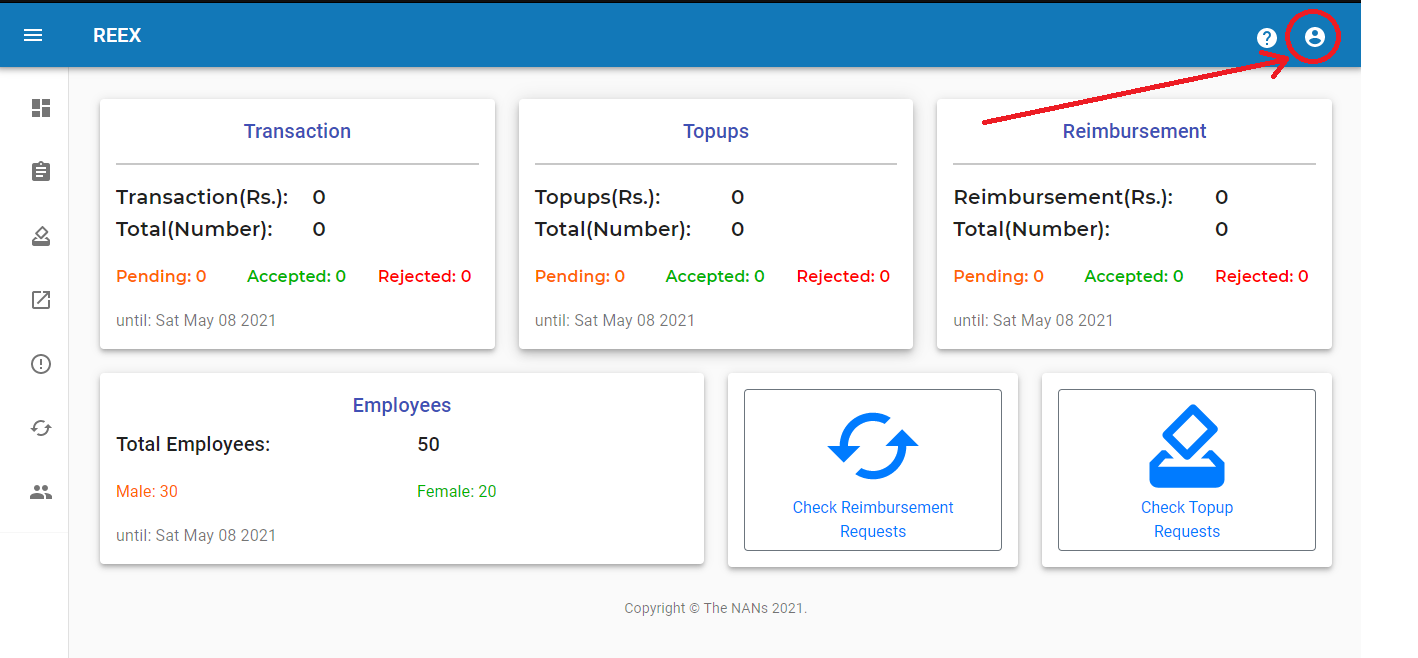 REEX
Transaction
Transaction(Rs.): 0
Total(Number): 0
Pending: 0 Accepted: 0 Rejected: 0
until: Sat May 08 2021
Topups
Topups(Rs.): 0
Total(Number): 0
Pending: 0 Accepted: 0 Rejected: 0
until: Sat May 08 2021
Reimbursement
Reimbursement(Rs.): 0
Total(Number): 0
Pending: 0 Accepted: 0 Rejected: 0
until: Sat May 08 2021
Employees
Total Employees: 50
Male: 30 Female: 20
until: Sat May 08 2021
Check Reimbursement
Requests
Check Topup
Requests
Copyright © The NANs 2021.